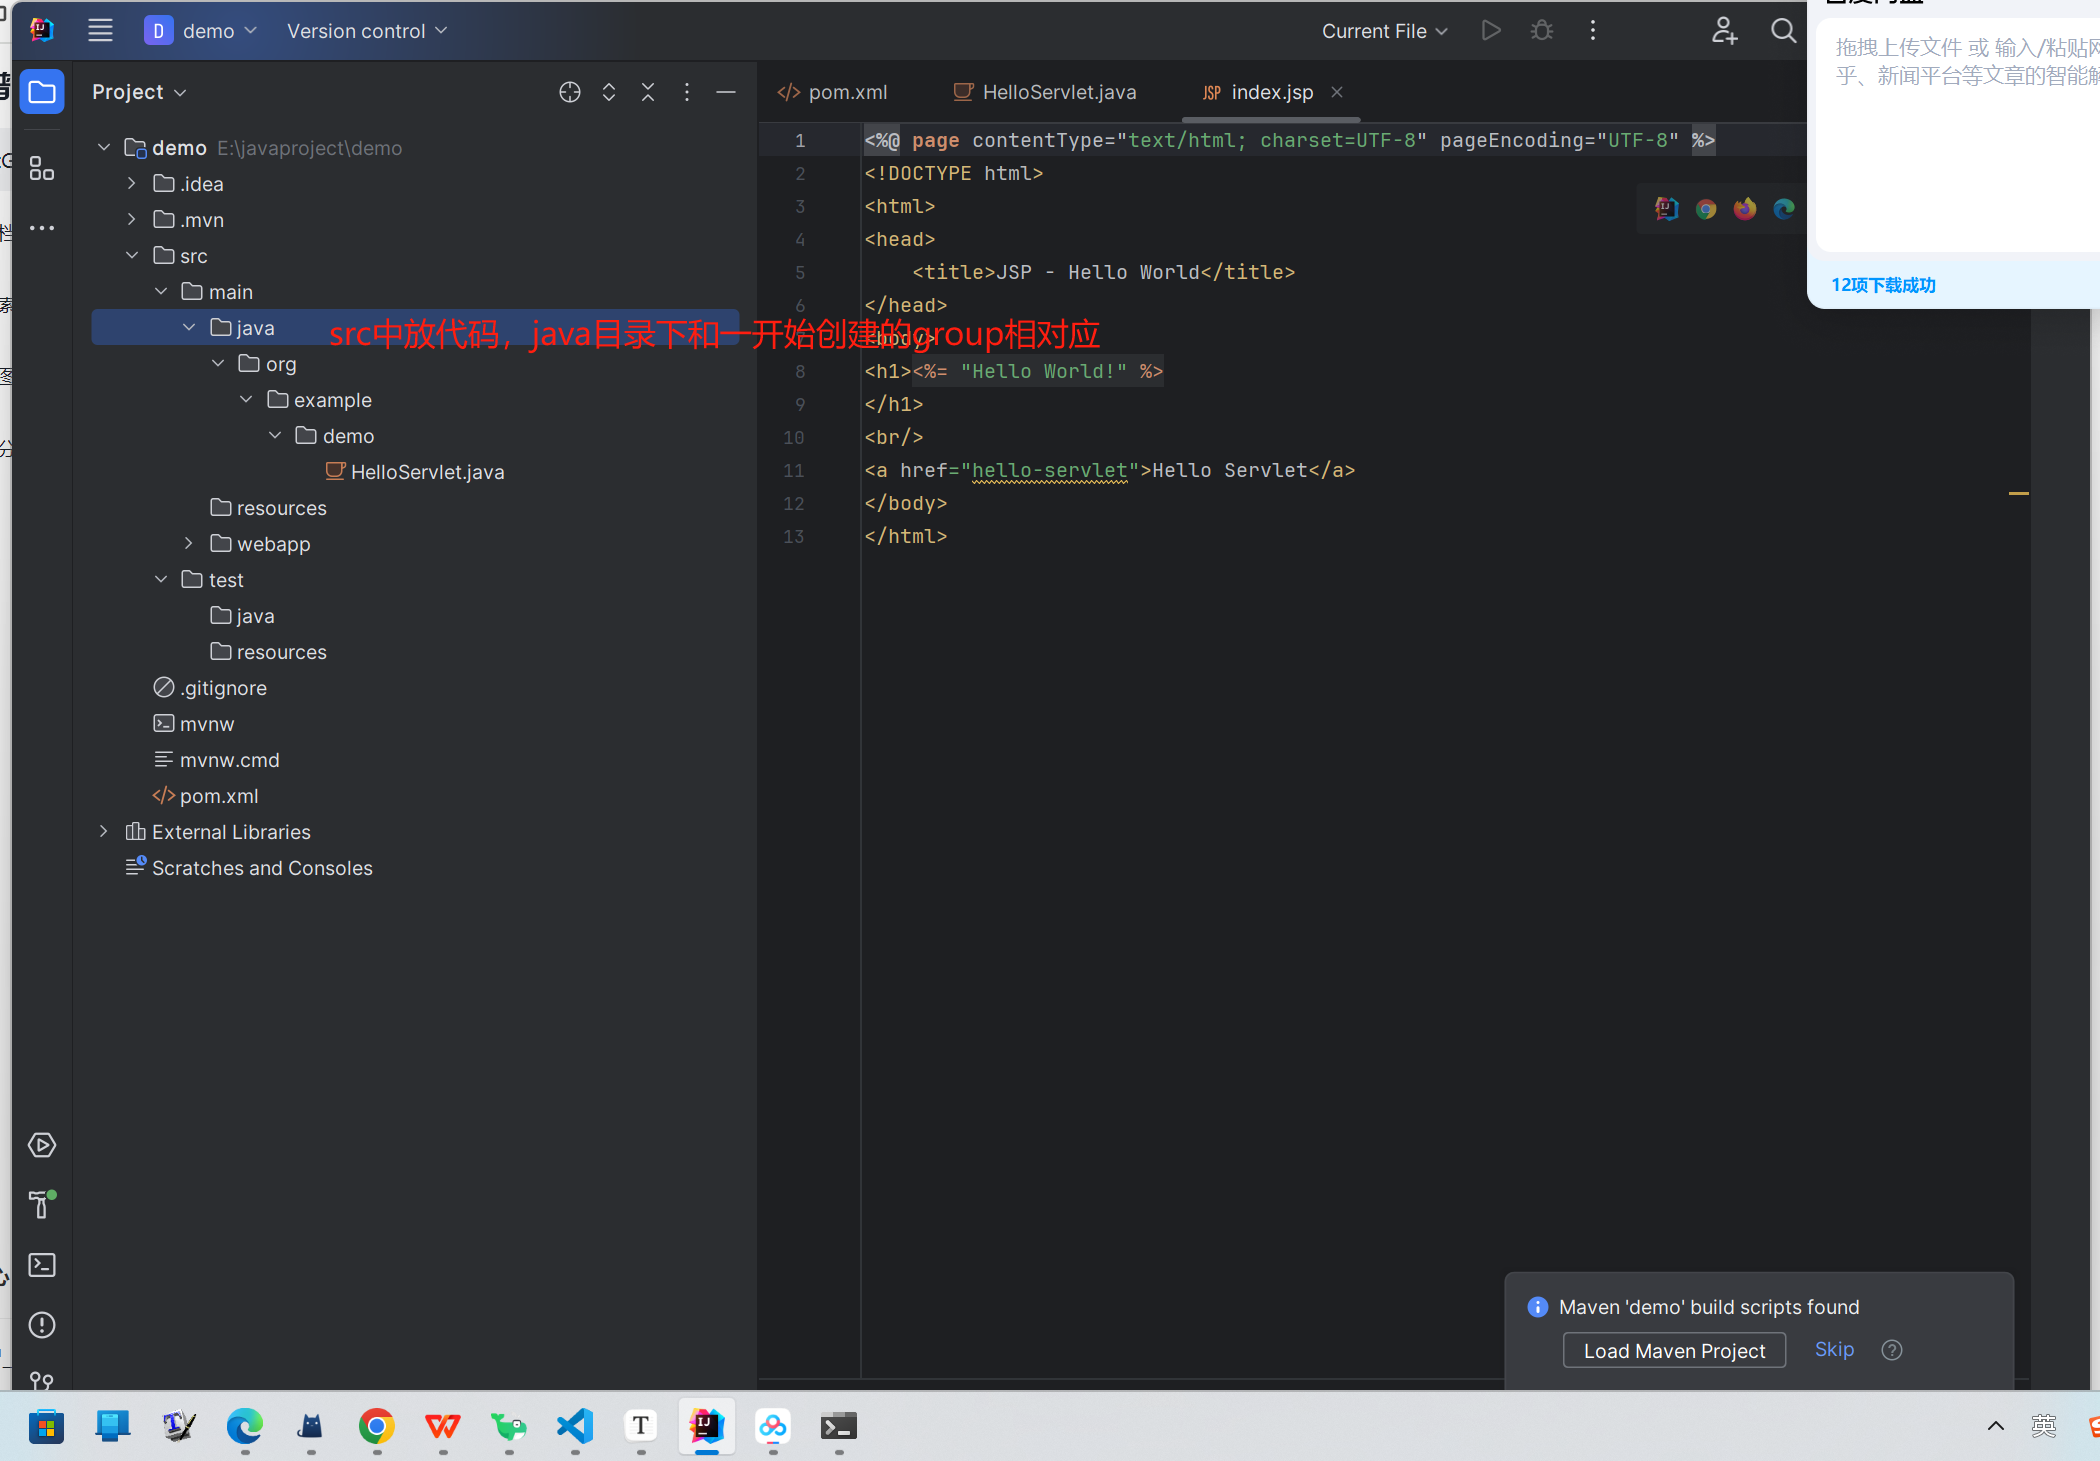 D demo
Version control
Current File
Project
pom.xml
HelloServlet.java
JSP index.jsp
拖拽上传文件 或 输入/粘贴网
乎、新闻平台等文章的智能解
12项下载成功
demo E:\javaproject\demo
.idea
.mvn
src
main
java
src中放代码，java目录下和一开始创建的group相对应
org
example
demo
HelloServlet.java
resources
webapp
test
java
resources
.gitignore
mvnw
mvnw.cmd
pom.xml
External Libraries
Scratches and Consoles
1 <%@ page contentType="text/html; charset=UTF-8" pageEncoding="UTF-8" %>
2 <!DOCTYPE html>
3 <html>
4 <head>
5 <title>JSP - Hello World</title>
6 </head>
<body>
8 <h1><%= "Hello World!" %>
9 </h1>
10 <br/>
11 <a href="hello-servlet">Hello Servlet</a>
12 </body>
13 </html>
Maven 'demo' build scripts found
Load Maven Project Skip
英